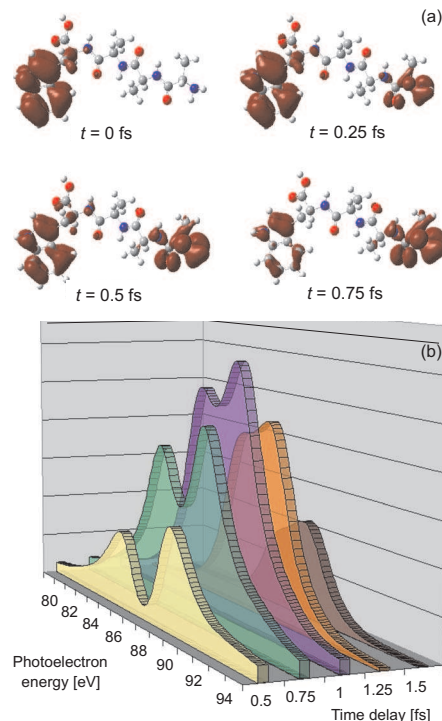 (a)
t = 0 fs
t = 0.25 fs
t = 0.5 fs
t = 0.75 fs
(b)
80
82
84
86
88
90
92
94
Photoelectron
energy [eV]
0.5
0.75
1
1.25
1.5
Time delay [fs]